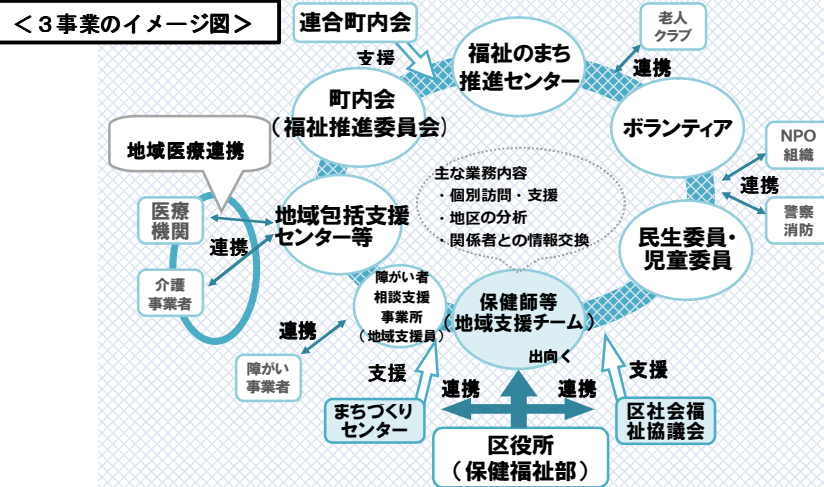 ＜３事業のイメージ図＞
連合町内会
支援
福祉のまち
推進センター
老人
クラブ
連携
町内会
（福祉推進委員会）
ボランティア
地域医療連携
NPO
組織
連携
警察
消防
主な業務内容
・個別訪問・支援
・地区の分析
・関係者との情報交換
医療
機関
地域包括支援
センター等
連携
介護
事業者
民生委員・
児童委員
障がい者
相談支援
事業所
（地域支援員）
保健師等
（地域支援チーム）
出向く
連携
障がい
事業者
支援
連携
連携
支援
まちづくり
センター
区社会福
祉協議会
区役所
（保健福祉部）